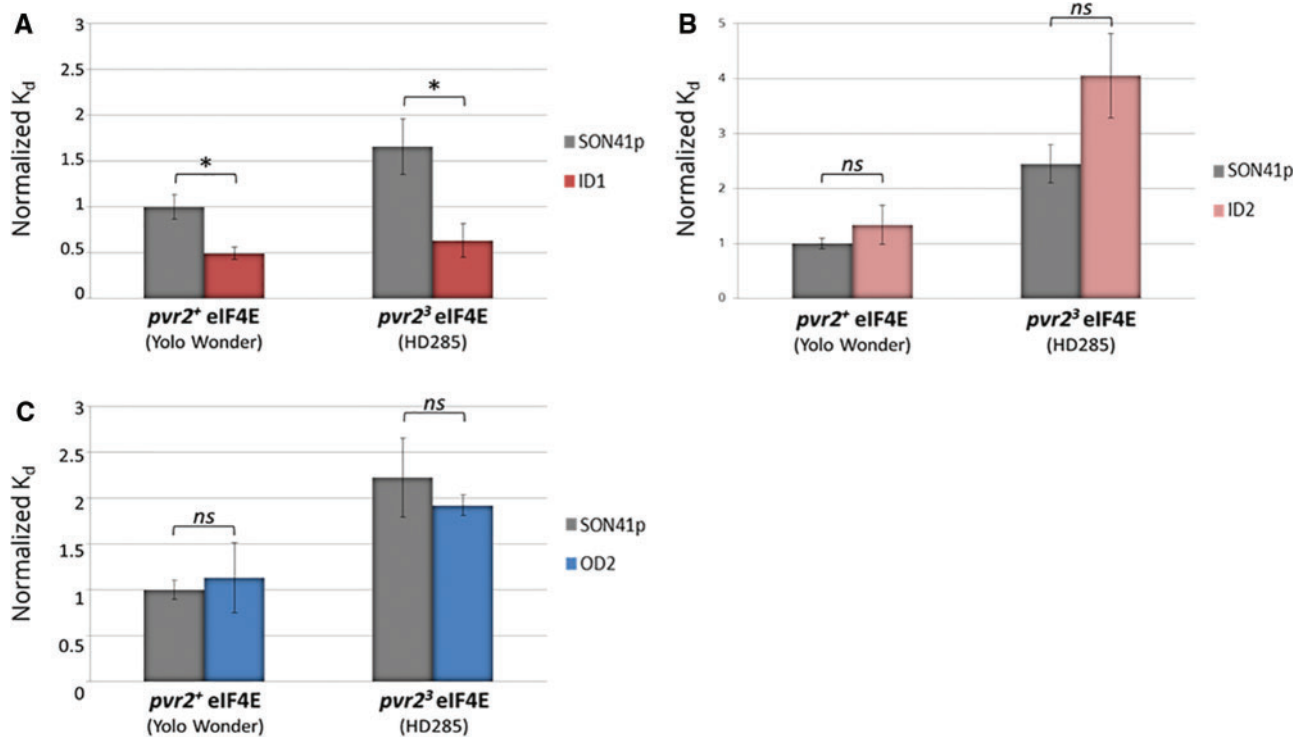 A
Normalized Kd
3
2.5
2
1.5
1
0.5
0
*
*
SON41p
ID1
pvr2⁺ eIF4E
(Yolo Wonder)
pvr2³ eIF4E
(HD285)
B
Normalized Kd
5
4
3
2
1
0
ns
ns
SON41p
ID2
pvr2⁺ eIF4E
(Yolo Wonder)
pvr2³ eIF4E
(HD285)
C
Normalized Kd
3
2.5
2
1.5
1
0.5
0
ns
ns
SON41p
OD2
pvr2⁺ eIF4E
(Yolo Wonder)
pvr2³ eIF4E
(HD285)